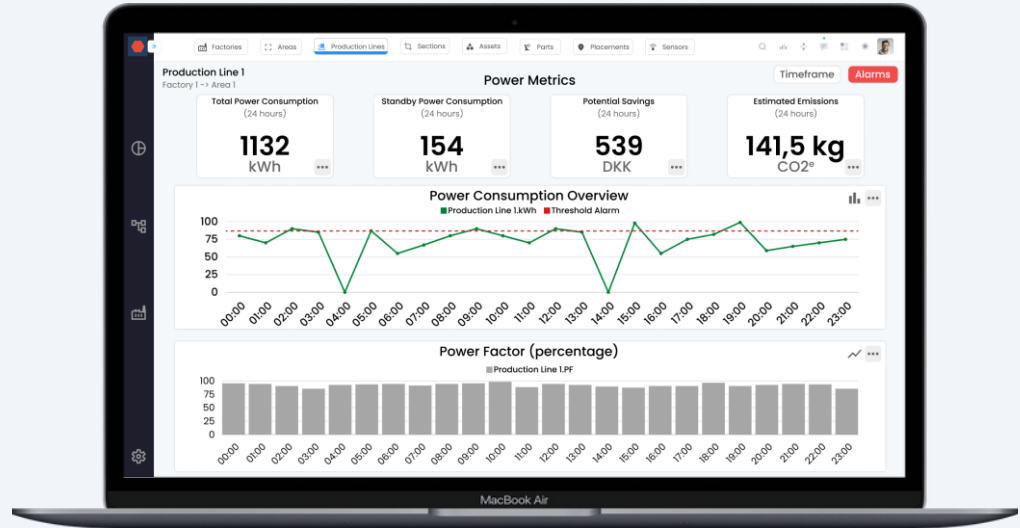 Factories Areas Production Lines Sections Assets Parts Placements Sensors
Production Line 1
Factory 1 -> Area 1
Power Metrics
Timeframe Alarms
Total Power Consumption
(24 hours)
1132
kWh
Standby Power Consumption
(24 hours)
154
kWh
Potential Savings
(24 hours)
539
DKK
Estimated Emissions
(24 hours)
141,5 kg
CO2e
Power Consumption Overview
Production Line 1.kWh Threshold Alarm
100
75
50
25
0
00:00 01:00 02:00 03:00 04:00 05:00 06:00 07:00 08:00 09:00 10:00 11:00 12:00 13:00 14:00 15:00 16:00 17:00 18:00 19:00 20:00 21:00 22:00 23:00
Power Factor (percentage)
Production Line 1.PF
100
75
50
25
0
00:00 01:00 02:00 03:00 04:00 05:00 06:00 07:00 08:00 09:00 10:00 11:00 12:00 13:00 14:00 15:00 16:00 17:00 18:00 19:00 20:00 21:00 22:00 23:00
MacBook Air